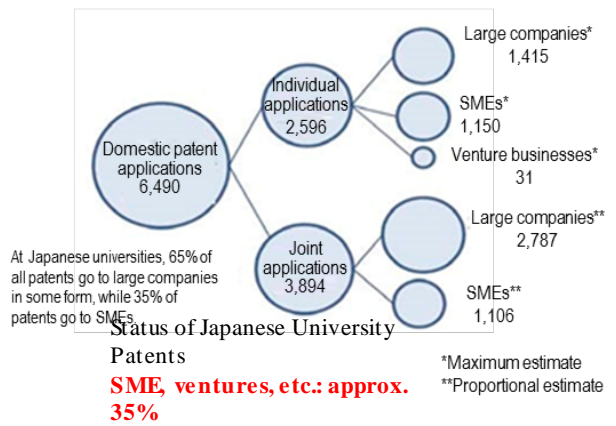 Large companies*
1,415
Individual
applications
2,596
SMEs*
1,150
Domestic patent
applications
6,490
Venture businesses*
31
Large companies**
2,787
Joint
applications
3,894
SMEs**
1,106
At Japanese universities, 65% of
all patents go to large companies
in some form, while 35% of
patents go to SMEs.
Status of Japanese University
Patents
SME, ventures, etc.: approx.
35%
*Maximum estimate
**Proportional estimate